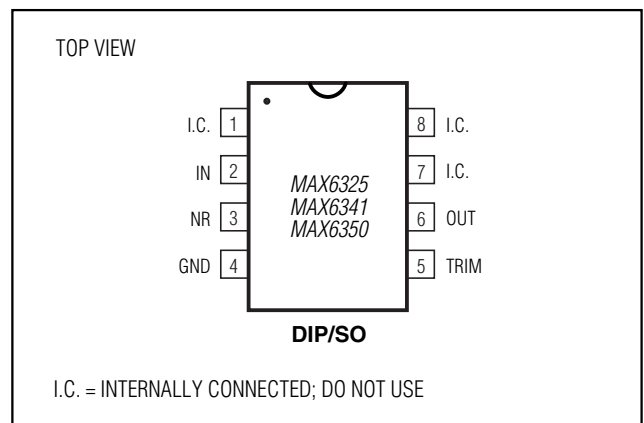 TOP VIEW
I.C. 1
8 I.C.
IN 2
7 I.C.
NR 3
6 OUT
GND 4
5 TRIM
MAX6325
MAX6341
MAX6350
DIP/SO
I.C. = INTERNALLY CONNECTED; DO NOT USE